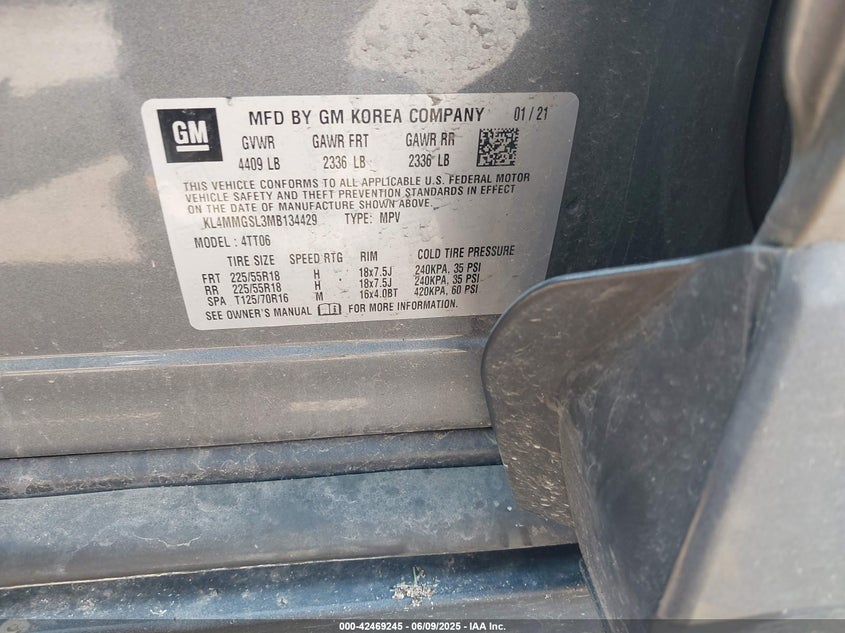 GM
MFD BY GM KOREA COMPANY 01 / 21
GVWR GAWR FRT GAWR RR
4409 LB 2336 LB 2336 LB
THIS VEHICLE CONFORMS TO ALL APPLICABLE U.S. FEDERAL MOTOR
VEHICLE SAFETY AND THEFT PREVENTION STANDARDS IN EFFECT
ON THE DATE OF MANUFACTURE SHOWN ABOVE.
KL4MMGSL3MB134429 TYPE: MPV
MODEL : 4TT06
TIRE SIZE SPEED RTG RIM COLD TIRE PRESSURE
FRT 225/55R18 H 18x7.5J 240KPA, 35 PSI
RR 225/55R18 H 18x7.5J 240KPA, 35 PSI
SPA T125/70R16 M 16x4.0BT 420KPA, 60 PSI
SEE OWNER'S MANUAL FOR MORE INFORMATION.
000-42469245 - 06/09/2025 - IAA Inc.